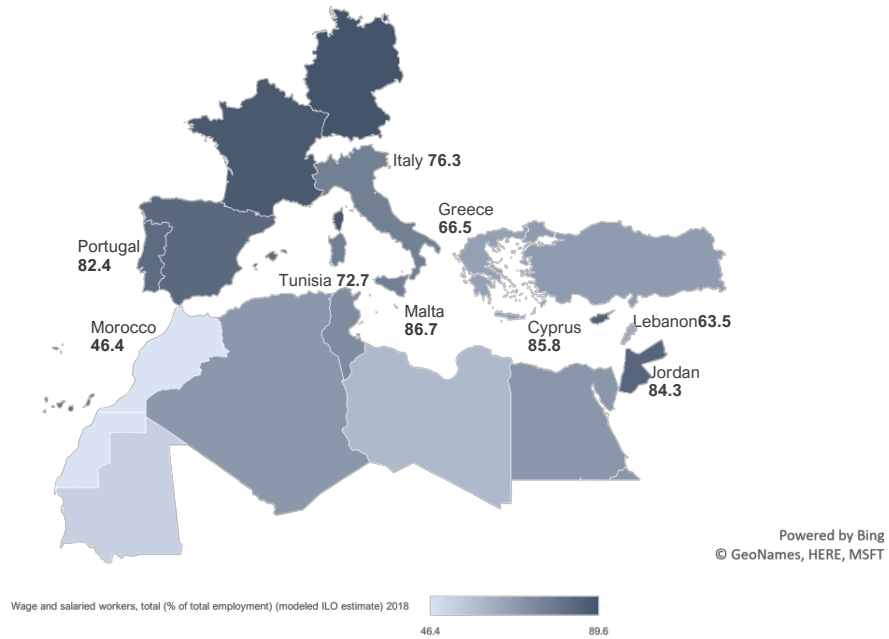 Italy 76.3
Greece
66.5
Portugal
82.4
Tunisia 72.7
Malta
86.7
Morocco
46.4
Cyprus
85.8
Lebanon63.5
Jordan
84.3
Powered by Bing
© GeoNames, HERE, MSFT
Wage and salaried workers, total (% of total employment) (modeled ILO estimate) 2018
46.4 89.6